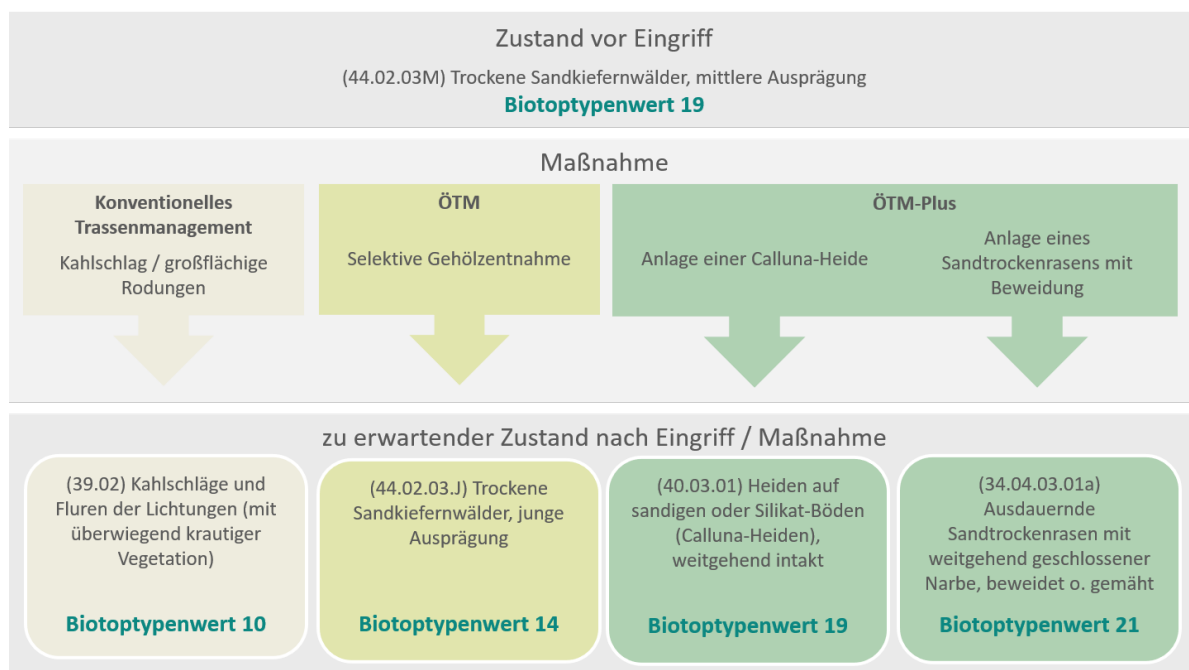 Zustand vor Eingriff
(44.02.03M) Trockene Sandkiefernwälder, mittlere Ausprägung
Biotoptypenwert 19
Maßnahme
Konventionelles
Trassenmanagement
Kahlschlag / großflächige
Rodungen
ÖTM
Selektive Gehölzentnahme
ÖTM-Plus
Anlage einer Calluna-Heide
Anlage eines
Sandtrockenrasens mit
Beweidung
zu erwartender Zustand nach Eingriff / Maßnahme
(39.02) Kahlschläge und
Fluren der Lichtungen (mit
überwiegend krautiger
Vegetation)
Biotoptypenwert 10
(44.02.03.J) Trockene
Sandkiefernwälder, junge
Ausprägung
Biotoptypenwert 14
(40.03.01) Heiden auf
sandigen oder Silikat-Böden
(Calluna-Heiden),
weitgehend intakt
Biotoptypenwert 19
(34.04.03.01a)
Ausdauernde
Sandtrockenrasen mit
weitgehend geschlossener
Narbe, beweidet o. gemäht
Biotoptypenwert 21